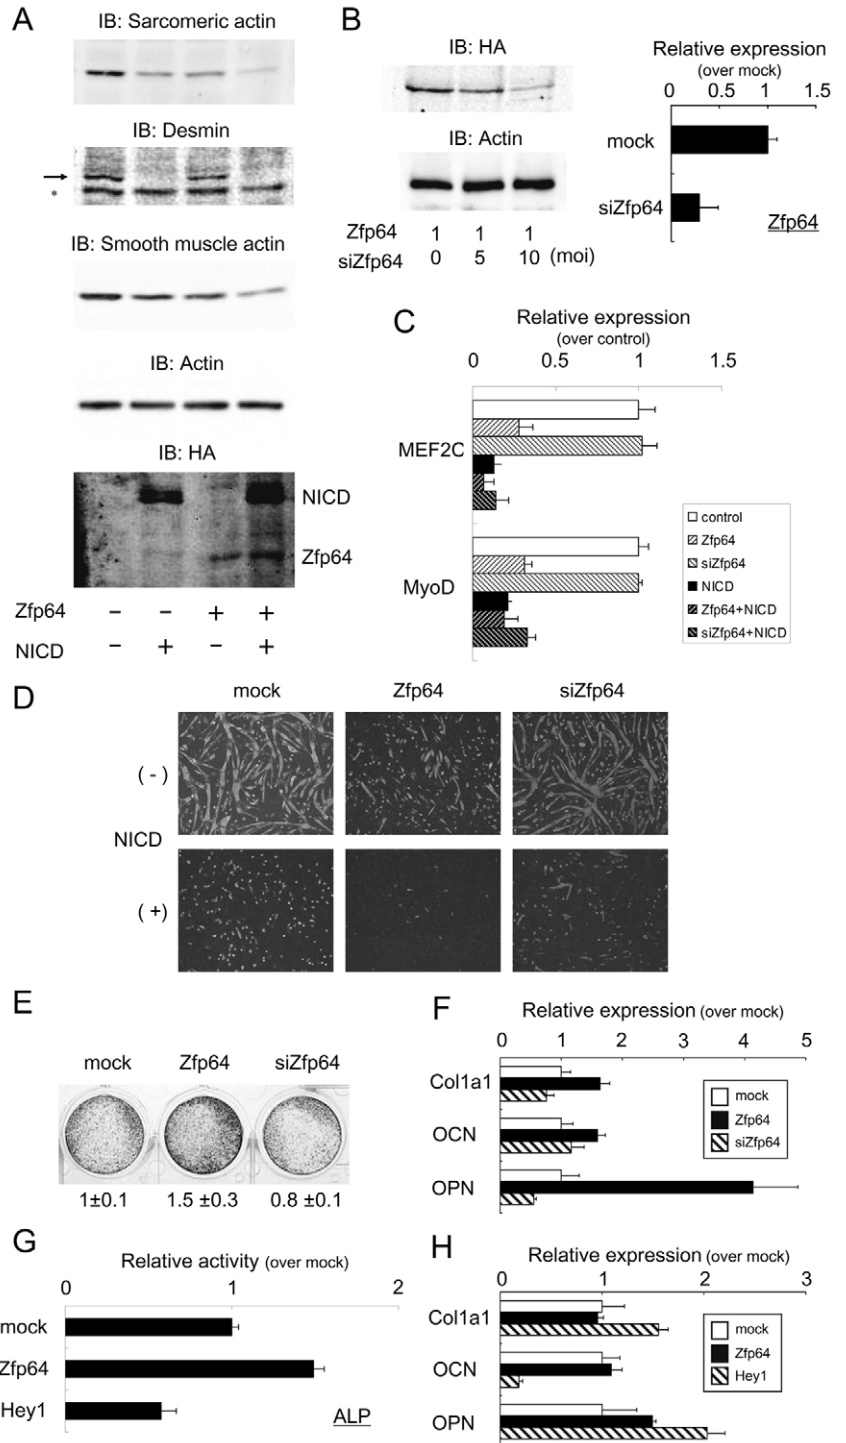 A
IB: Sarcomeric actin
IB: Desmin
*
IB: Smooth muscle actin
IB: Actin
IB: HA
NICD
Zfp64
Zfp64 − − + +
NICD − + − +
B
IB: HA
IB: Actin
Zfp64 1 1 1
siZfp64 0 5 10 (moi)
Relative expression
(over mock)
0 0.5 1 1.5
mock
siZfp64
Zfp64
C
Relative expression
(over control)
0 0.5 1 1.5
MEF2C
MyoD
control
Zfp64
siZfp64
NICD
Zfp64+NICD
siZfp64+NICD
D
mock Zfp64 siZfp64
( - )
NICD
( + )
E
mock Zfp64 siZfp64
1±0.1 1.5 ±0.3 0.8 ±0.1
F
Relative expression (over mock)
0 1 2 3 4 5
Col1a1
OCN
OPN
mock
Zfp64
siZfp64
G
Relative activity (over mock)
0 1 2
mock
Zfp64
Hey1
ALP
H
Relative expression (over mock)
0 1 2 3
Col1a1
OCN
OPN
mock
Zfp64
Hey1